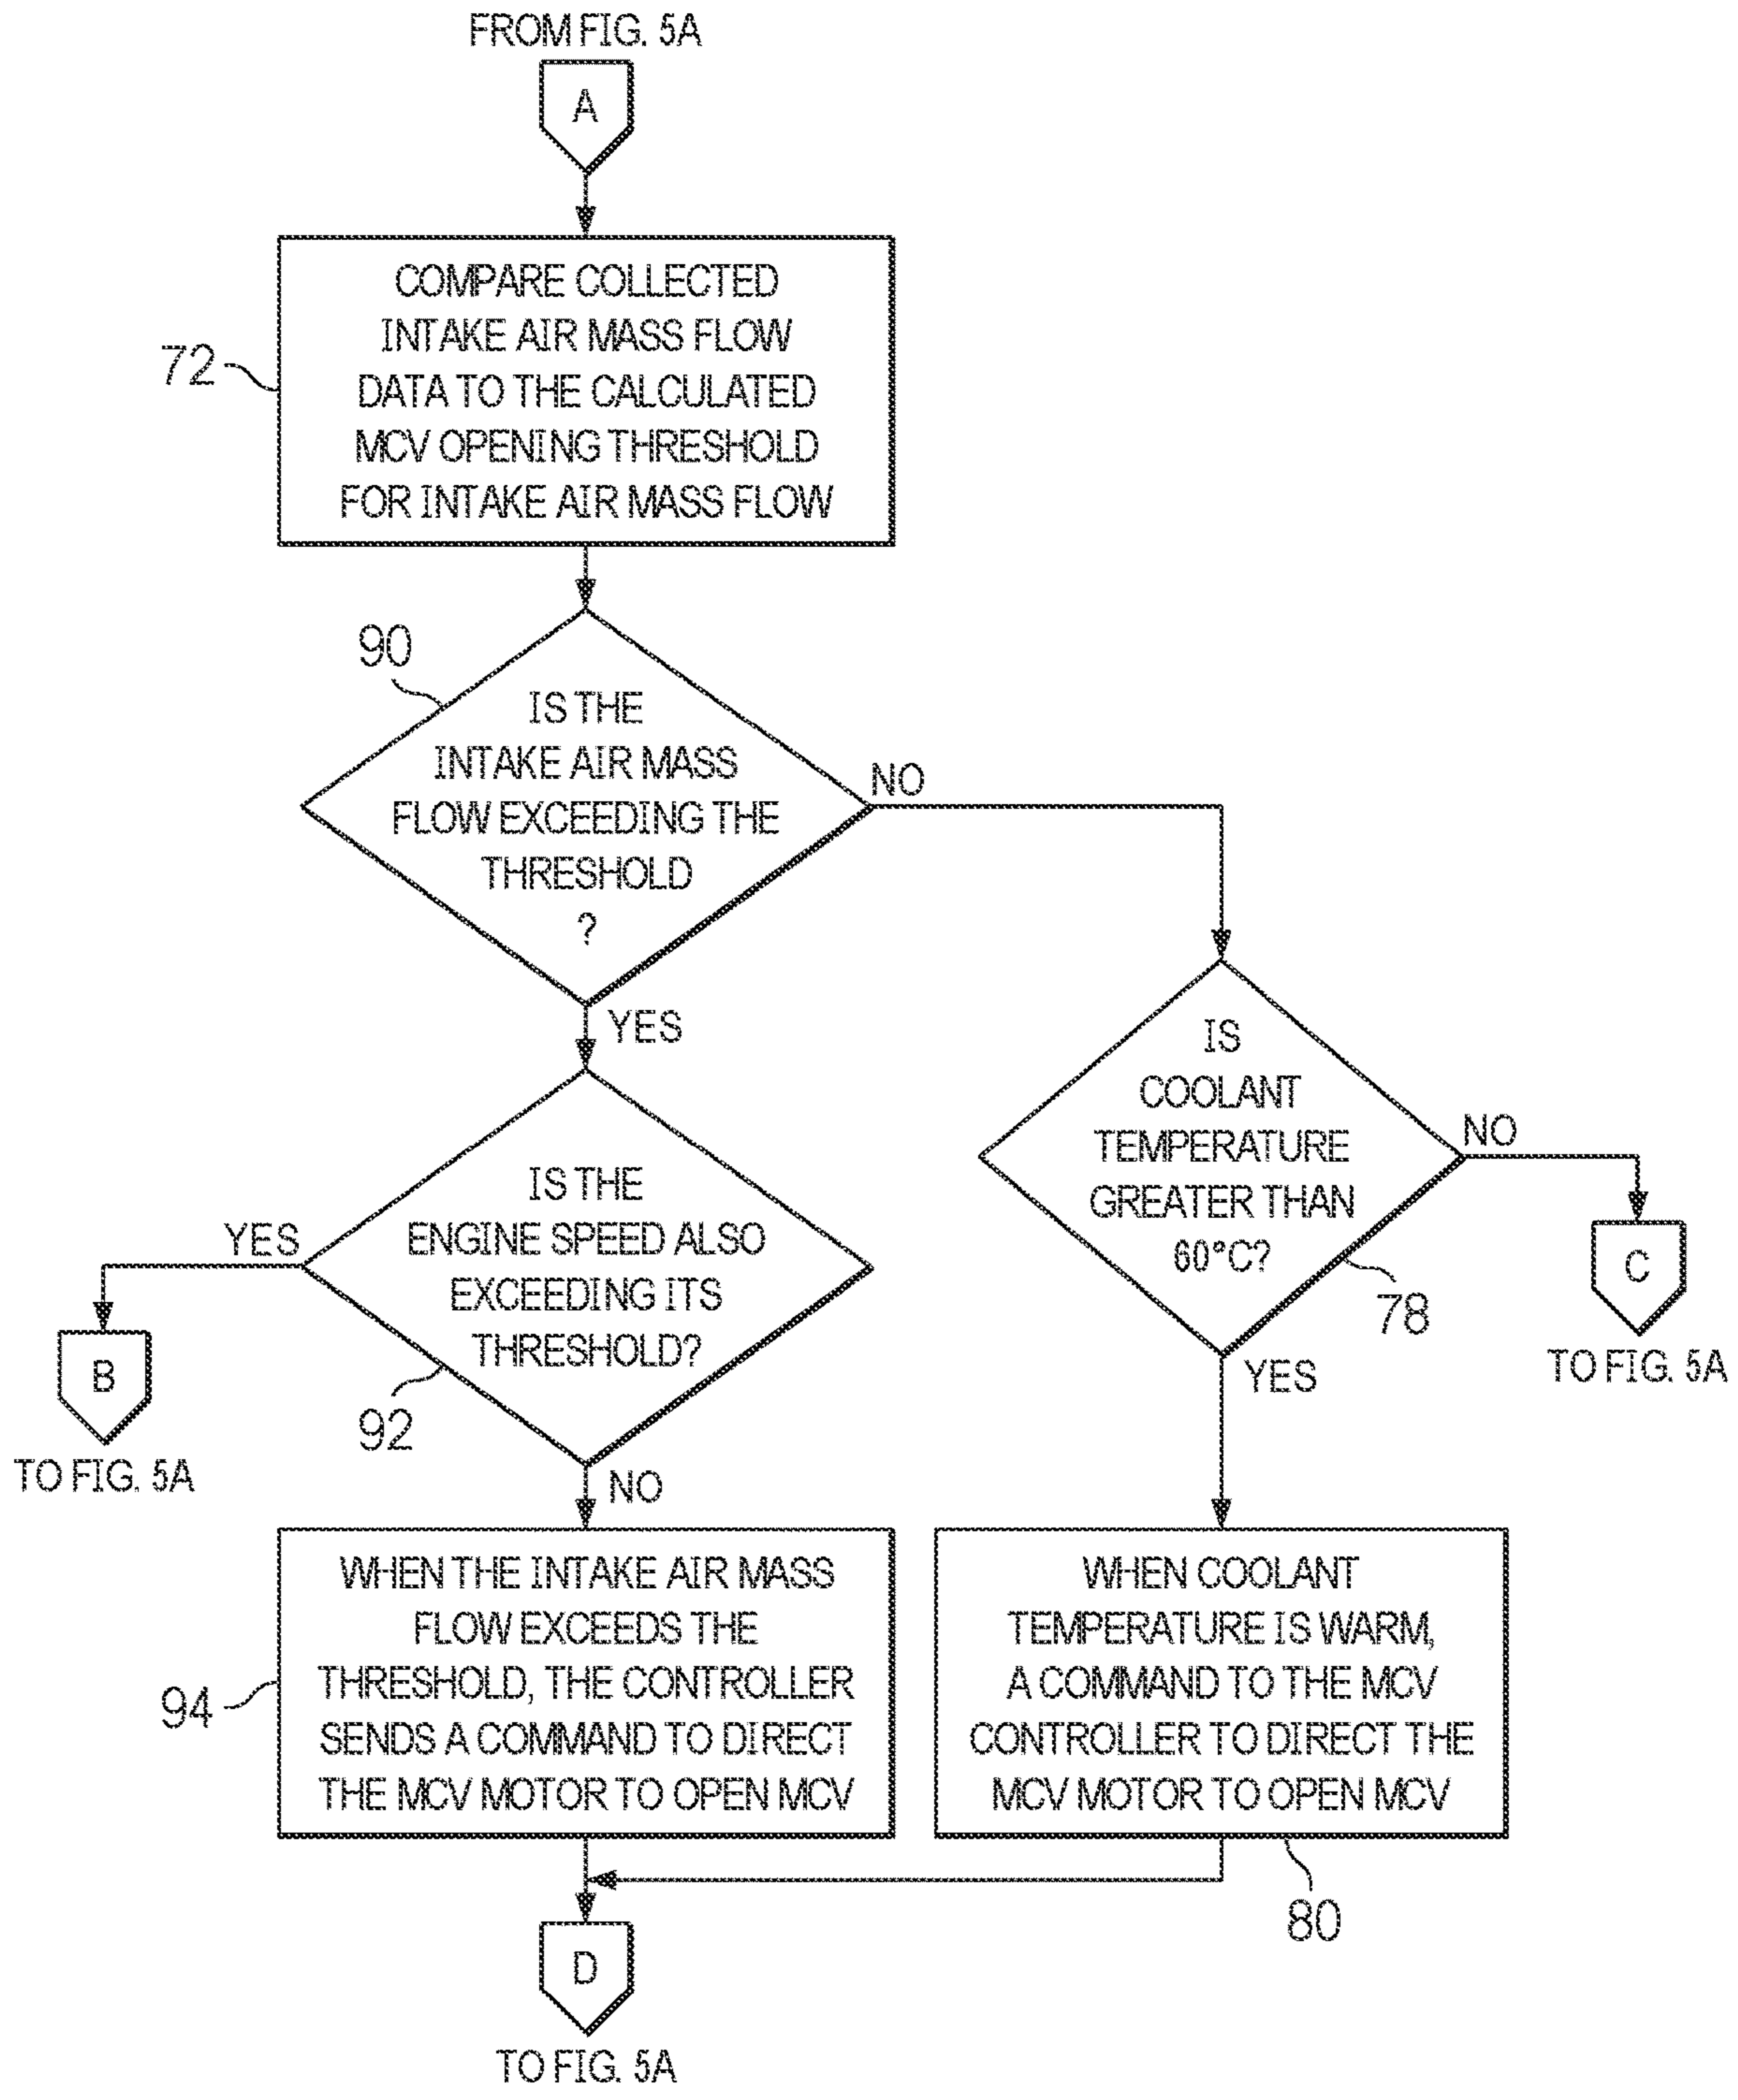 FROM FIG. 5A
A
COMPARE COLLECTED
INTAKE AIR MASS FLOW
DATA TO THE CALCULATED
MCV OPENING THRESHOLD
FOR INTAKE AIR MASS FLOW
72
90
IS THE
INTAKE AIR MASS
FLOW EXCEEDING THE
THRESHOLD
?
NO
YES
IS
COOLANT
TEMPERATURE
GREATER THAN
60°C?
78
NO
C
TO FIG. 5A
YES
IS THE
ENGINE SPEED ALSO
EXCEEDING ITS
THRESHOLD?
92
YES
B
TO FIG. 5A
NO
WHEN THE INTAKE AIR MASS
FLOW EXCEEDS THE
THRESHOLD, THE CONTROLLER
SENDS A COMMAND TO DIRECT
THE MCV MOTOR TO OPEN MCV
94
WHEN COOLANT
TEMPERATURE IS WARM,
A COMMAND TO THE MCV
CONTROLLER TO DIRECT THE
MCV MOTOR TO OPEN MCV
80
D
TO FIG. 5A